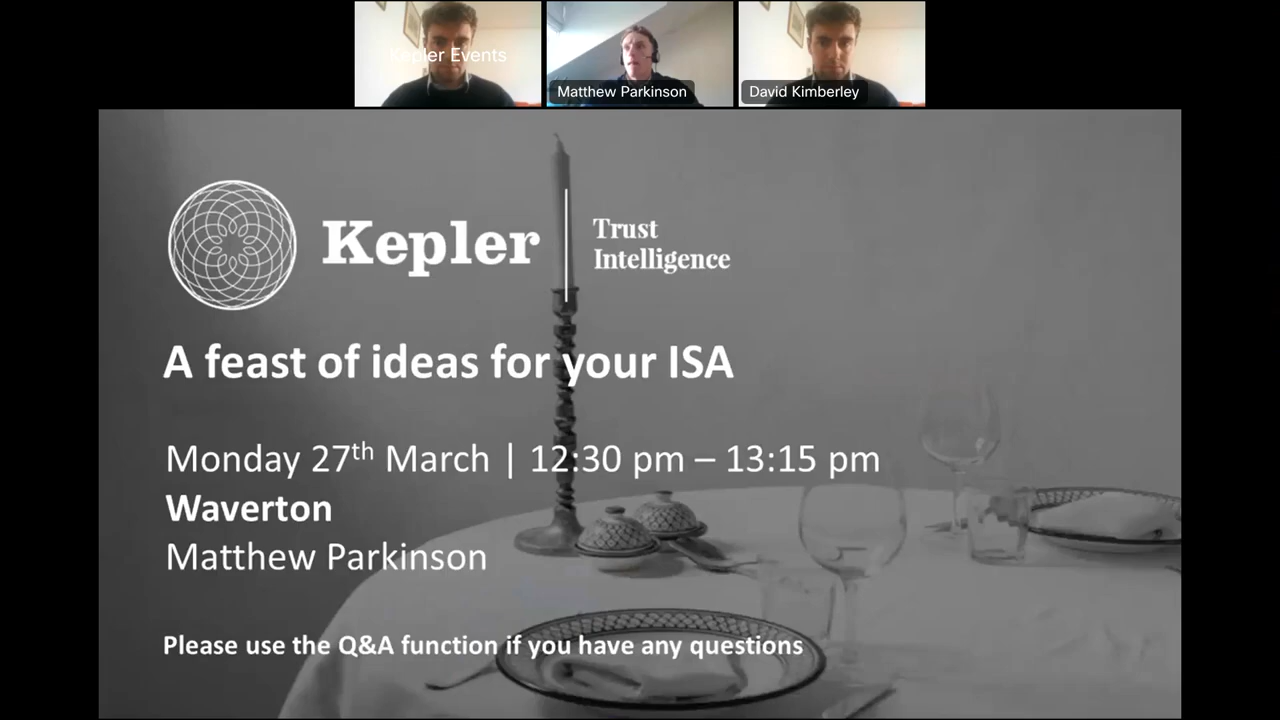 Kepler Events
Matthew Parkinson
David Kimberley
Kepler
Trust
Intelligence
A feast of ideas for your ISA
Monday 27th March | 12:30 pm – 13:15 pm
Waverton
Matthew Parkinson
Please use the Q&A function if you have any questions